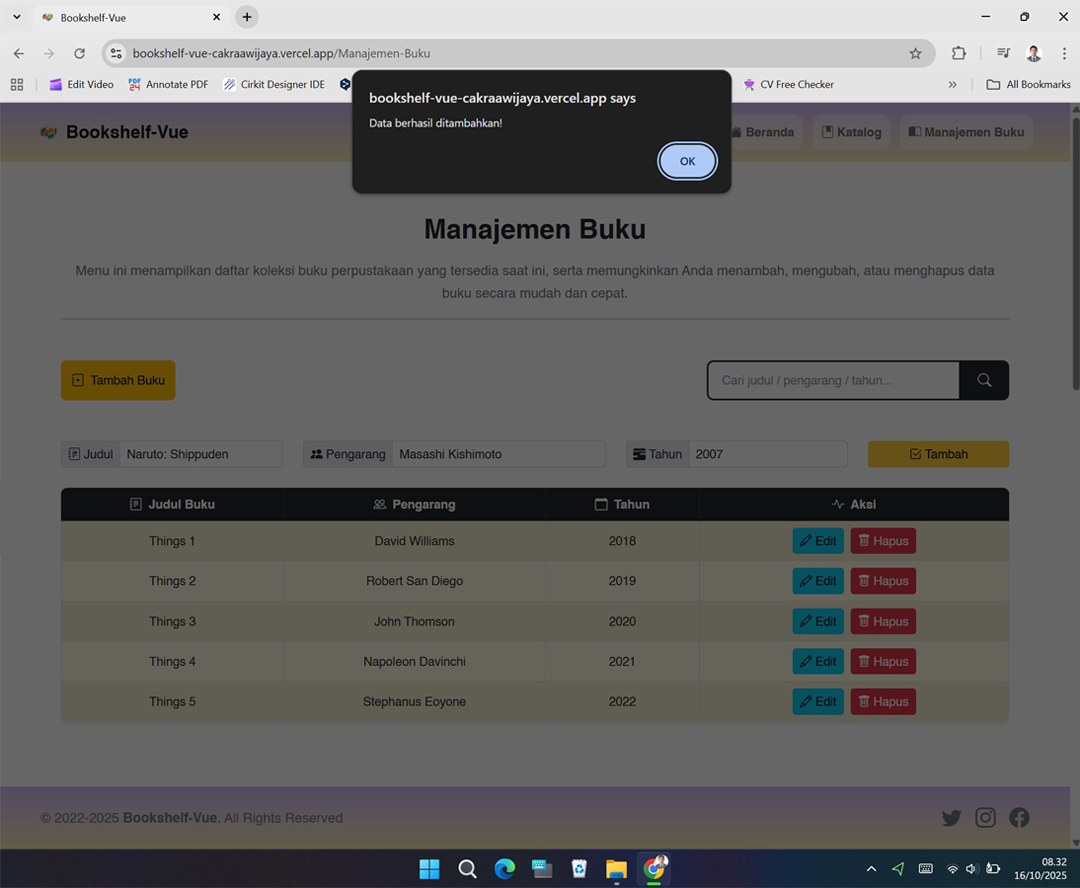 Bookshelf-Vue
bookshelf-vue-cakraawijaya.vercel.app/Manajemen-Buku
Edit Video
PDF 24
Annotate PDF
Cirkit Designer IDE
CV Free Checker
All Bookmarks
bookshelf-vue-cakraawijaya.vercel.app says
Data berhasil ditambahkan!
OK
Bookshelf-Vue
Beranda
Katalog
Manajemen Buku
Manajemen Buku
Menu ini menampilkan daftar koleksi buku perpustakaan yang tersedia saat ini, serta memungkinkan Anda menambah, mengubah, atau menghapus data
buku secara mudah dan cepat.
Tambah Buku
Cari judul / pengarang / tahun...
Judul Naruto: Shippuden Pengarang Masashi Kishimoto Tahun 2007 Tambah
Judul Buku Pengarang Tahun Aksi
Things 1 David Williams 2018 Edit Hapus
Things 2 Robert San Diego 2019 Edit Hapus
Things 3 John Thomson 2020 Edit Hapus
Things 4 Napoleon Davinchi 2021 Edit Hapus
Things 5 Stephanus Eoyone 2022 Edit Hapus
© 2022-2025 Bookshelf-Vue. All Rights Reserved
08.32
16/10/2025